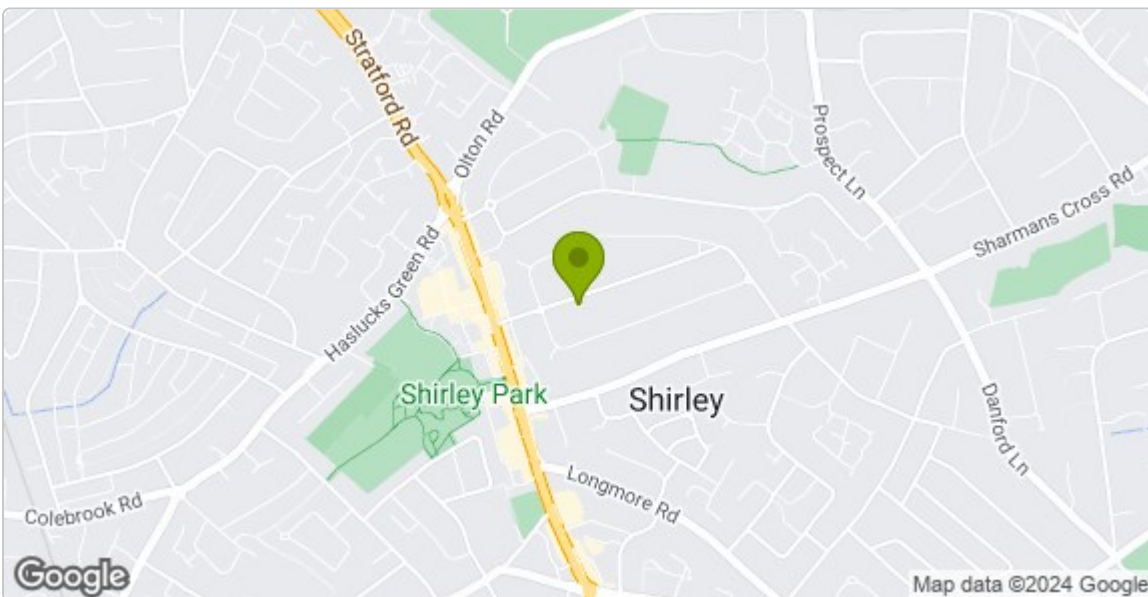 Stratford Rd
Olton Rd
Prospect Ln
Sharmans Cross Rd
Haslucks Green Rd
Shirley Park
Shirley
Danford Ln
Longmore Rd
Colebrook Rd
Google
Map data ©2024 Google